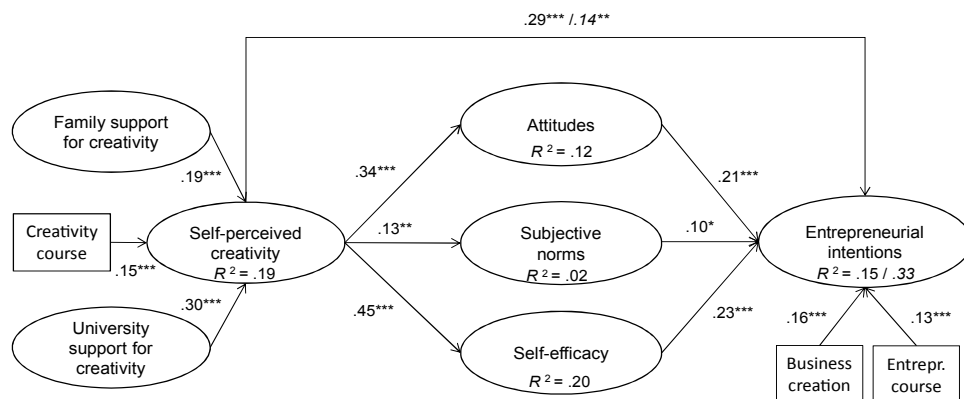 .29*** /.14**
Family support
for creativity
Attitudes
R² = .12
.19***
.34***
.21***
Creativity
course
Self-perceived
creativity
R² = .19
.13**
Subjective
norms
R² = .02
.10*
Entrepreneurial
intentions
R² = .15 / .33
.15***
.30***
.45***
.23***
University
support for
creativity
Self-efficacy
R² = .20
.16***
.13***
Business
creation
Entrepr.
course